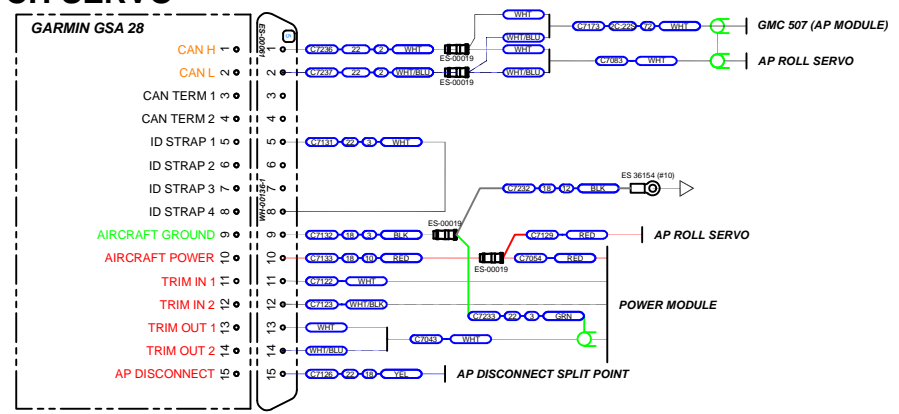 GARMIN GSA 28
ES-00061
CAN H 1 1 C7236 22 2 WHT ES-00019 WHT C7173 2C-22S 72 WHT GMC 507 (AP MODULE)
WHT/BLU WHT
CAN L 2 2 C7237 22 2 WHT/BLU ES-00019 WHT/BLU C7083 WHT AP ROLL SERVO
CAN TERM 1 3 3
CAN TERM 2 4 4
ID STRAP 1 5 5 C7131 22 3 WHT
ID STRAP 2 6 6
ID STRAP 3 7 7
WH-00136-1
C7232 18 12 BLK ES 36154 (#10)
ID STRAP 4 8 8
AIRCRAFT GROUND 9 9 C7132 18 3 BLK ES-00019 C7129 RED AP ROLL SERVO
AIRCRAFT POWER 10 10 C7133 18 10 RED ES-00019 C7054 RED
TRIM IN 1 11 11 C7122 WHT
TRIM IN 2 12 12 C7123 WHT/BLK POWER MODULE
C7233 22 3 GRN
TRIM OUT 1 13 13 WHT
C7043 WHT
TRIM OUT 2 14 14 WHT/BLU
AP DISCONNECT 15 15 C7126 22 18 YEL AP DISCONNECT SPLIT POINT